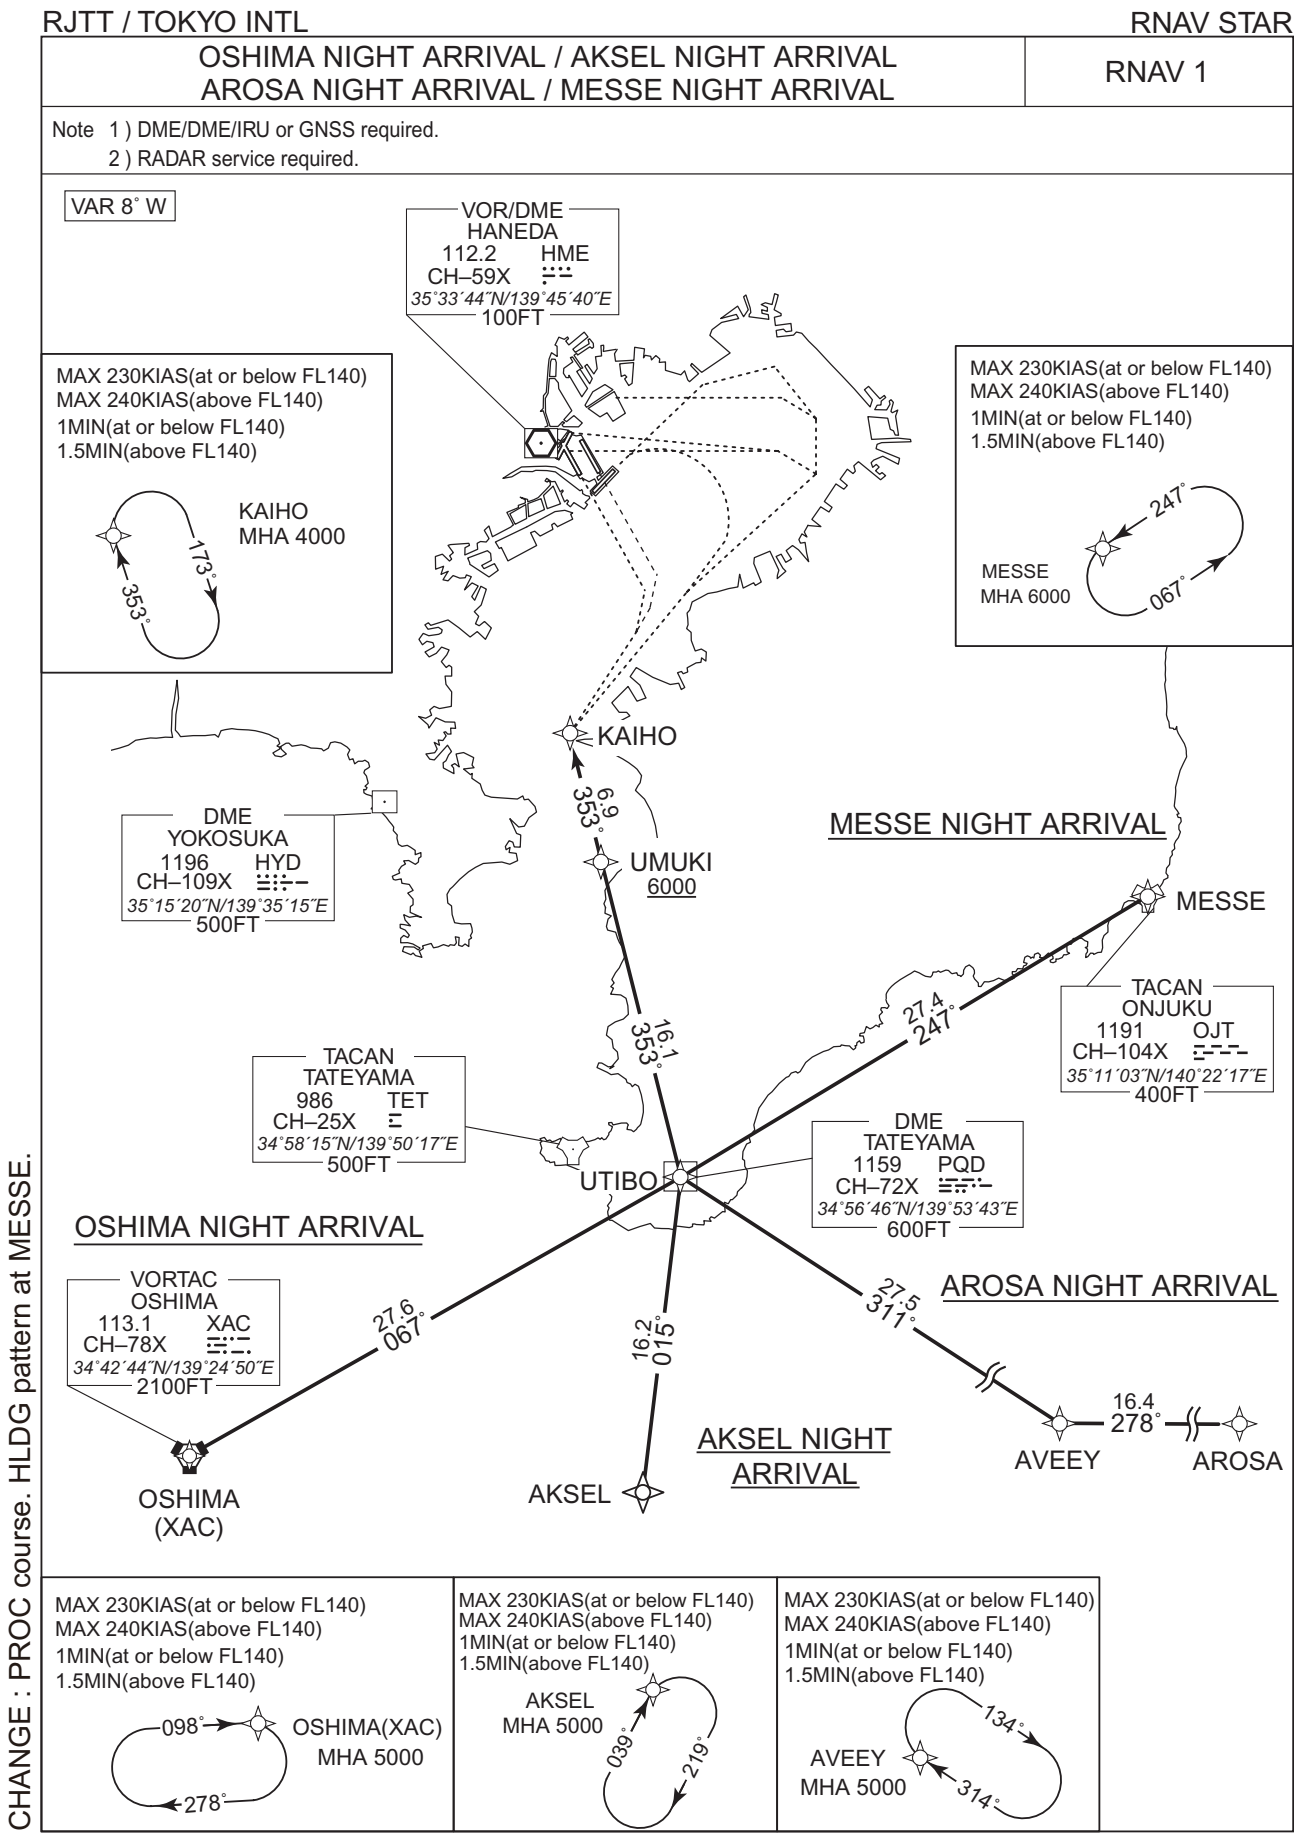 RJTT / TOKYO INTL
RNAV STAR
OSHIMA NIGHT ARRIVAL / AKSEL NIGHT ARRIVAL
AROSA NIGHT ARRIVAL / MESSE NIGHT ARRIVAL
RNAV 1
Note 1 ) DME/DME/IRU or GNSS required.
2 ) RADAR service required.
VAR 8˚ W
VOR/DME
HANEDA
112.2 HME
CH–59X
35˚33´44˝N/139˚45´40˝E
100FT
MAX 230KIAS(at or below FL140)
MAX 240KIAS(above FL140)
1MIN(at or below FL140)
1.5MIN(above FL140)
KAIHO
MHA 4000
173˚
353˚
MAX 230KIAS(at or below FL140)
MAX 240KIAS(above FL140)
1MIN(at or below FL140)
1.5MIN(above FL140)
247˚
MESSE
MHA 6000
067˚
KAIHO
6.9
353˚
DME
YOKOSUKA
1196 HYD
CH–109X
35˚15´20˝N/139˚35´15˝E
500FT
MESSE NIGHT ARRIVAL
UMUKI
6000
MESSE
TACAN
ONJUKU
1191 OJT
CH–104X
35˚11´03˝N/140˚22´17˝E
400FT
27.4
247˚
16.1
353˚
TACAN
TATEYAMA
986 TET
CH–25X
34˚58´15˝N/139˚50´17˝E
500FT
DME
TATEYAMA
1159 PQD
CH–72X
34˚56´46˝N/139˚53´43˝E
600FT
UTIBO
OSHIMA NIGHT ARRIVAL
VORTAC
OSHIMA
113.1 XAC
CH–78X
34˚42´44˝N/139˚24´50˝E
2100FT
27.6
067˚
16.2
015˚
27.5
311˚
AROSA NIGHT ARRIVAL
16.4
278˚
AVEEY
AROSA
AKSEL NIGHT
ARRIVAL
AKSEL
OSHIMA
(XAC)
MAX 230KIAS(at or below FL140)
MAX 240KIAS(above FL140)
1MIN(at or below FL140)
1.5MIN(above FL140)
098˚
OSHIMA(XAC)
MHA 5000
278˚
MAX 230KIAS(at or below FL140)
MAX 240KIAS(above FL140)
1MIN(at or below FL140)
1.5MIN(above FL140)
AKSEL
MHA 5000
039˚
219˚
MAX 230KIAS(at or below FL140)
MAX 240KIAS(above FL140)
1MIN(at or below FL140)
1.5MIN(above FL140)
134˚
AVEEY
MHA 5000
314˚
CHANGE : PROC course. HLDG pattern at MESSE.